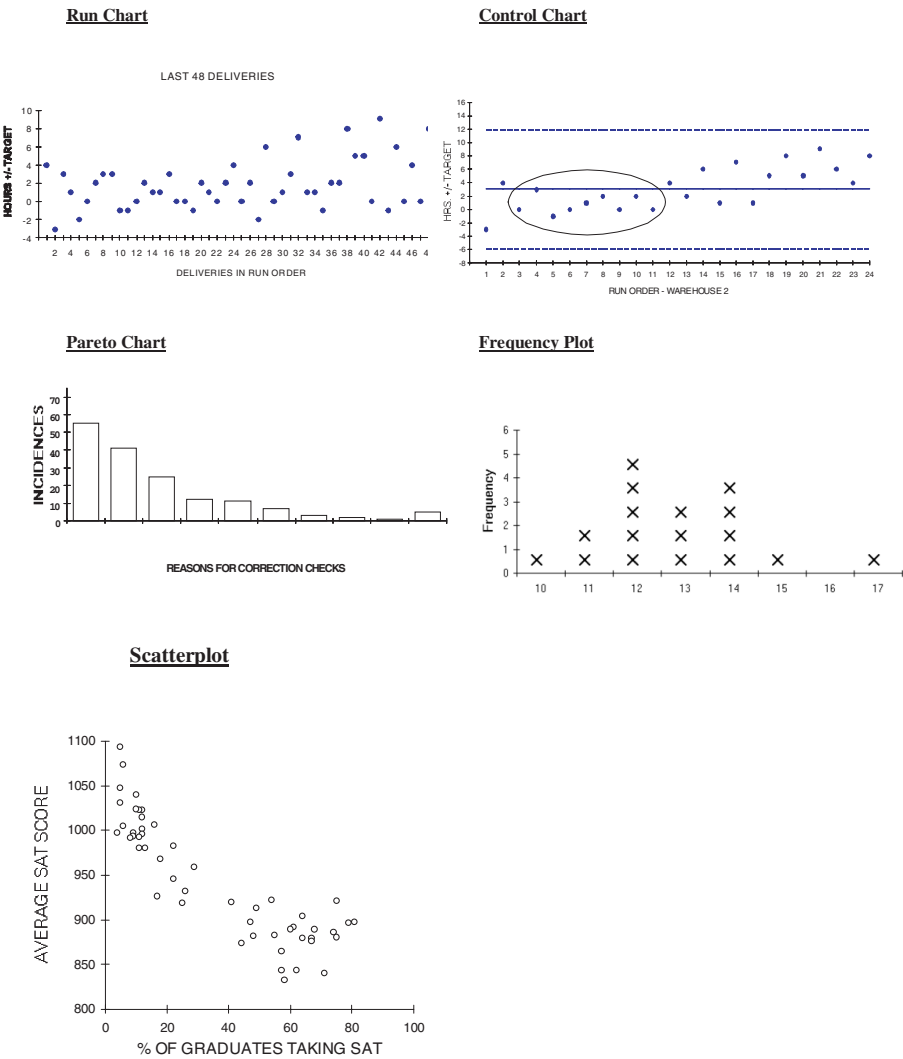 Run Chart
LAST 48 DELIVERIES
HOURS +/-TARGET
10
8
6
4
2
0
-2
-4
2 4 6 8 10 12 14 16 18 20 22 24 26 28 30 32 34 36 38 40 42 44 46
DELIVERIES IN RUN ORDER
Control Chart
HRS. +/-TARGET
16
14
12
10
8
6
4
2
0
-2
-4
-6
-8
1 2 3 4 5 6 7 8 9 10 11 12 13 14 15 16 17 18 19 20 21 22 23 24
RUN ORDER - WAREHOUSE 2
Pareto Chart
INCIDENCES
70
60
50
40
30
20
10
0
REASONS FOR CORRECTION CHECKS
Frequency Plot
Frequency
6
5
4
3
2
1
0
10 11 12 13 14 15 16 17
Scatterplot
AVERAGE SAT SCORE
1100
1050
1000
950
900
850
800
0 20 40 60 80 100
% OF GRADUATES TAKING SAT